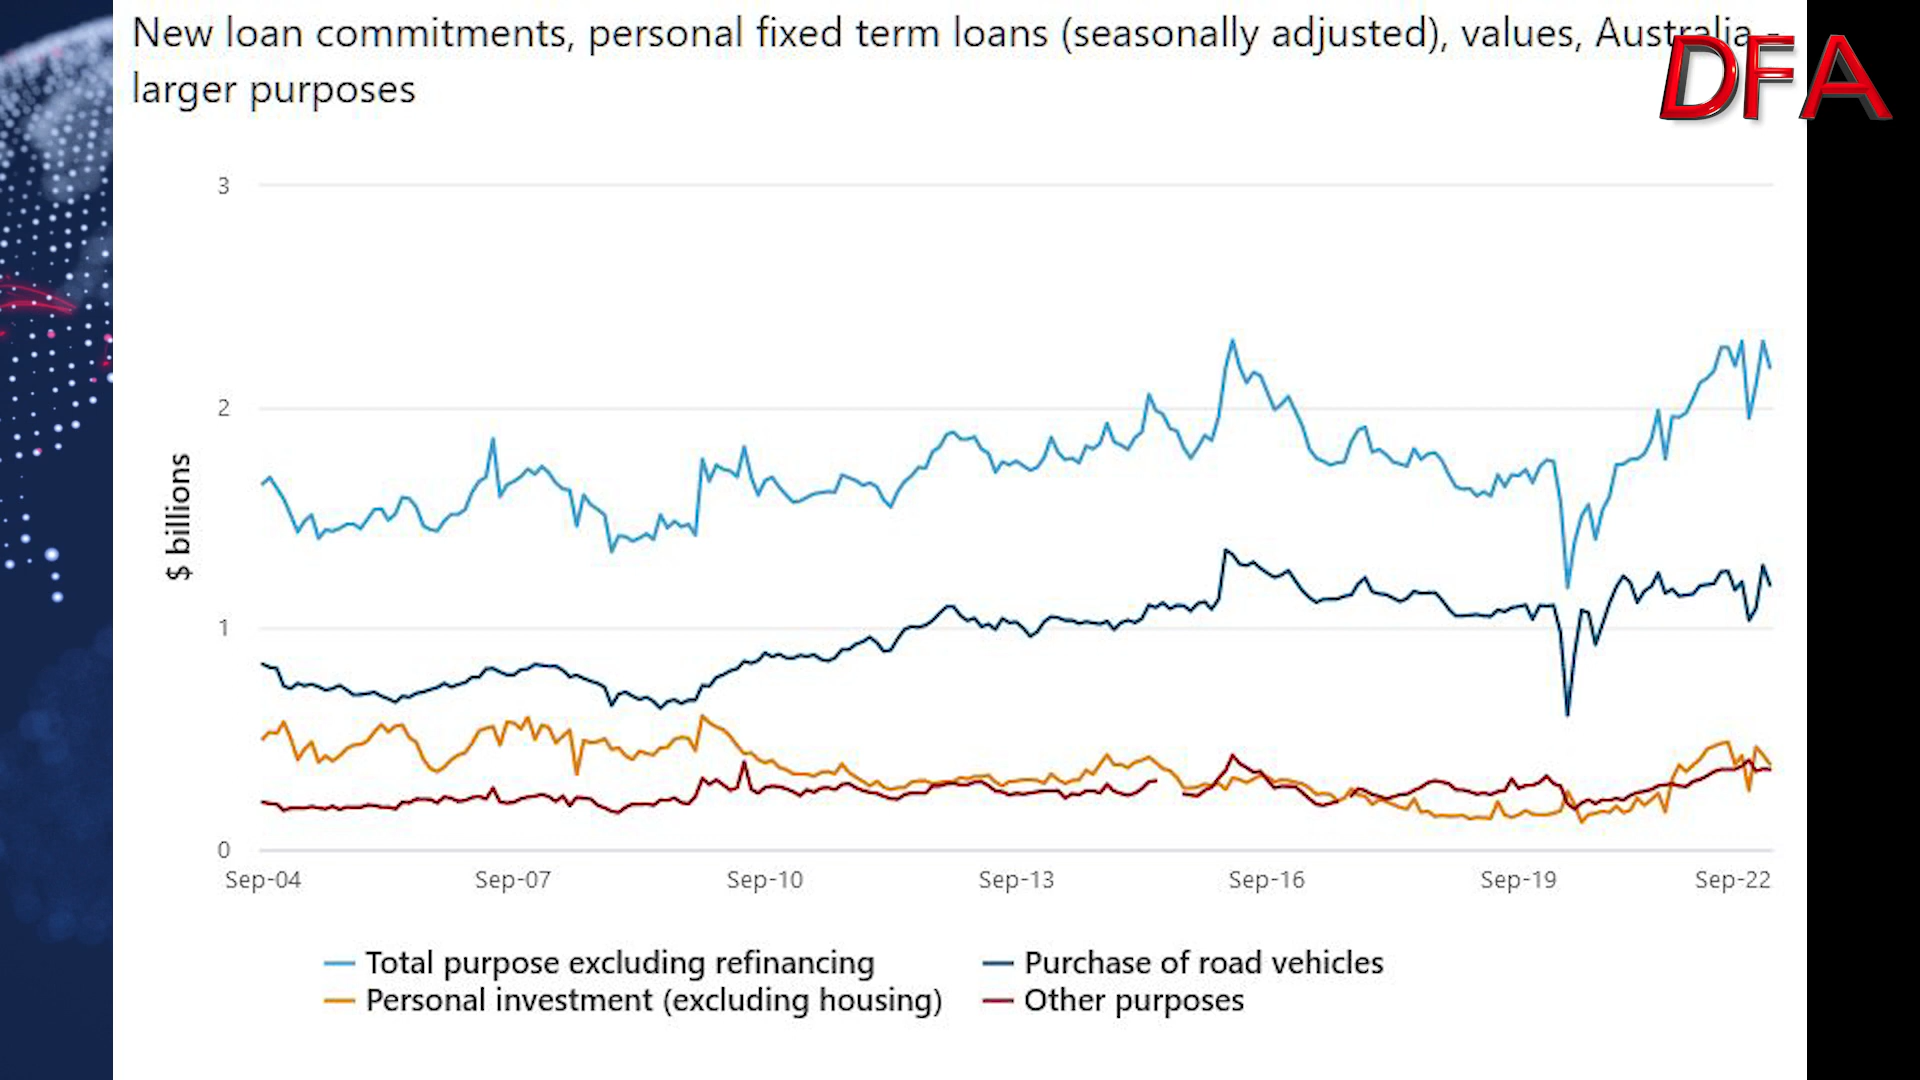 New loan commitments, personal fixed term loans (seasonally adjusted), values, Australia -
larger purposes
DFA
3
2
1
0
$ billions
Sep-04 Sep-07 Sep-10 Sep-13 Sep-16 Sep-19 Sep-22
Total purpose excluding refinancing Purchase of road vehicles
Personal investment (excluding housing) Other purposes